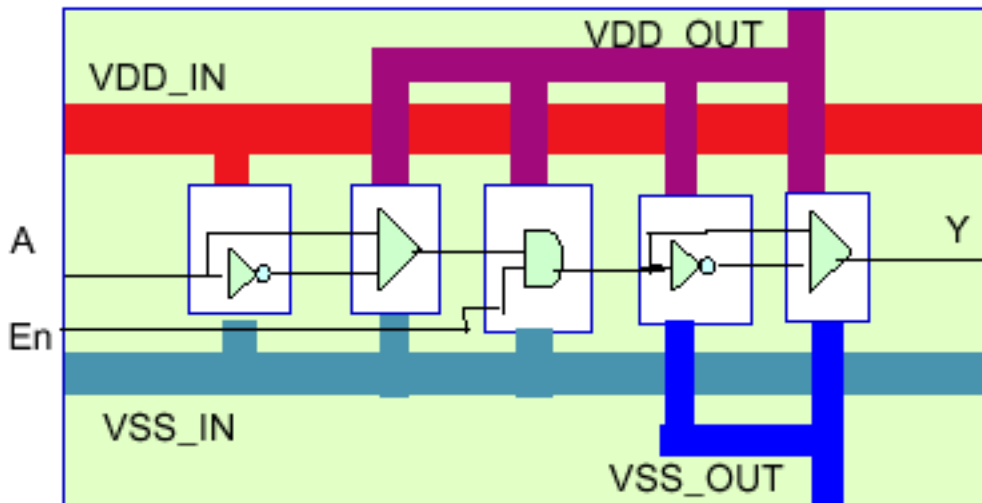 VDD_OUT
VDD_IN
A
Y
En
VSS_IN
VSS_OUT